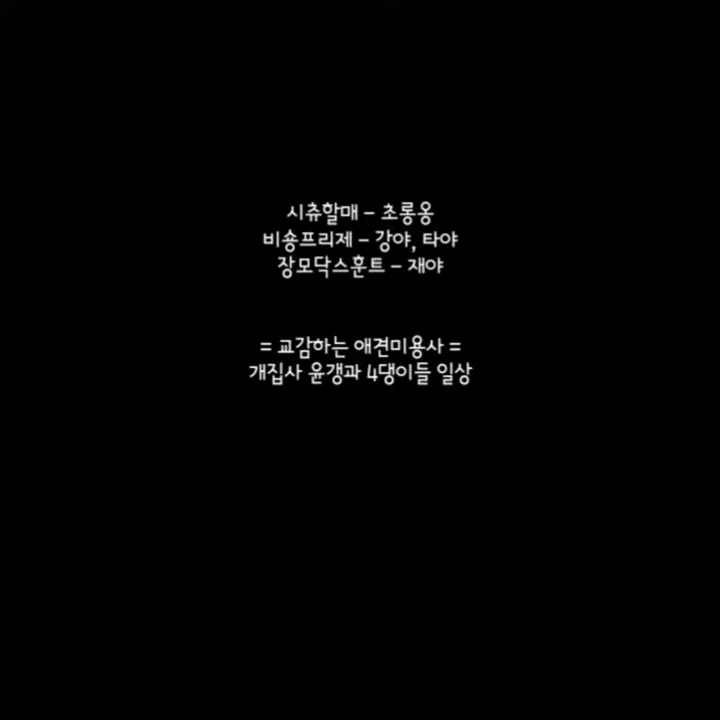 시츄할매 – 초롱옹
비숑프리제 – 강야, 타야
장모닥스훈트 – 재야
= 교감하는 애견미용사 =
개집사 윤갱과 4댕이들 일상